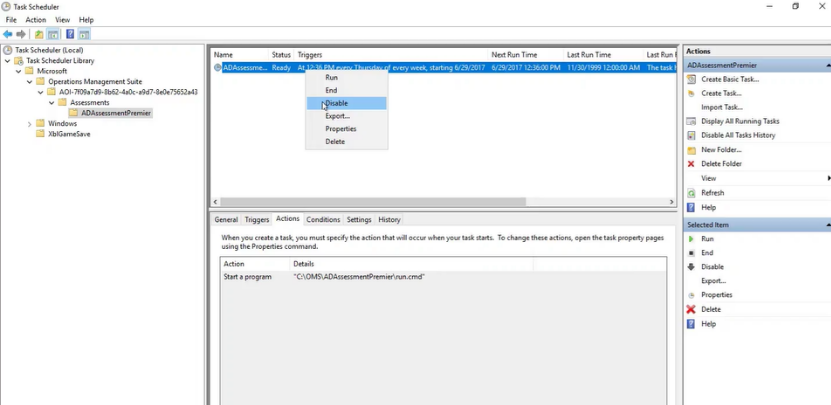 Task Scheduler
File Action View Help
Task Scheduler (Local)
Task Scheduler Library
Microsoft
Operations Management Suite
AOI-7f09a7d9-8b62-4a0c-a9d7-8e0e75652a43
Assessments
ADAssessmentPremier
Windows
XblGameSave
Name Status Triggers Next Run Time Last Run Time Last Run
ADAssessme... Ready At 12:36 PM every Thursday of every week, starting 6/29/2017 6/29/2017 12:36:00 PM 11/30/1999 12:00:00 AM The task
Run
End
Disable
Export...
Properties
Delete
General Triggers Actions Conditions Settings History
When you create a task, you must specify the action that will occur when your task starts. To change these actions, open the task property pages
using the Properties command.
Action Details
Start a program "C:\OMS\ADAssessmentPremier\run.cmd"
Actions
ADAssessmentPremier
Create Basic Task...
Create Task...
Import Task...
Display All Running Tasks
Disable All Tasks History
New Folder...
Delete Folder
View
Refresh
Help
Selected Item
Run
End
Disable
Export...
Properties
Delete
Help